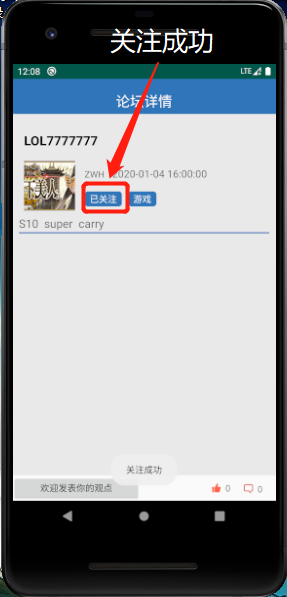 关注成功
12:08 LTE
论坛详情
LOL7777777
ZWH 2020-01-04 16:00:00
已关注 游戏
S10 super carry
关注成功
欢迎发表你的观点 0 0